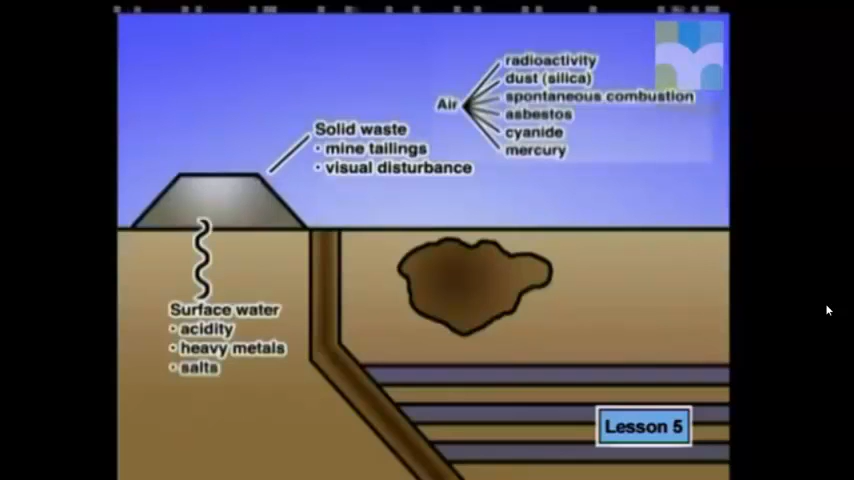 radioactivity
dust (silica)
Air
spontaneous combustion
asbestos
cyanide
mercury
Solid waste
· mine tailings
· visual disturbance
Surface water
· acidity
· heavy metals
· salts
Lesson 5